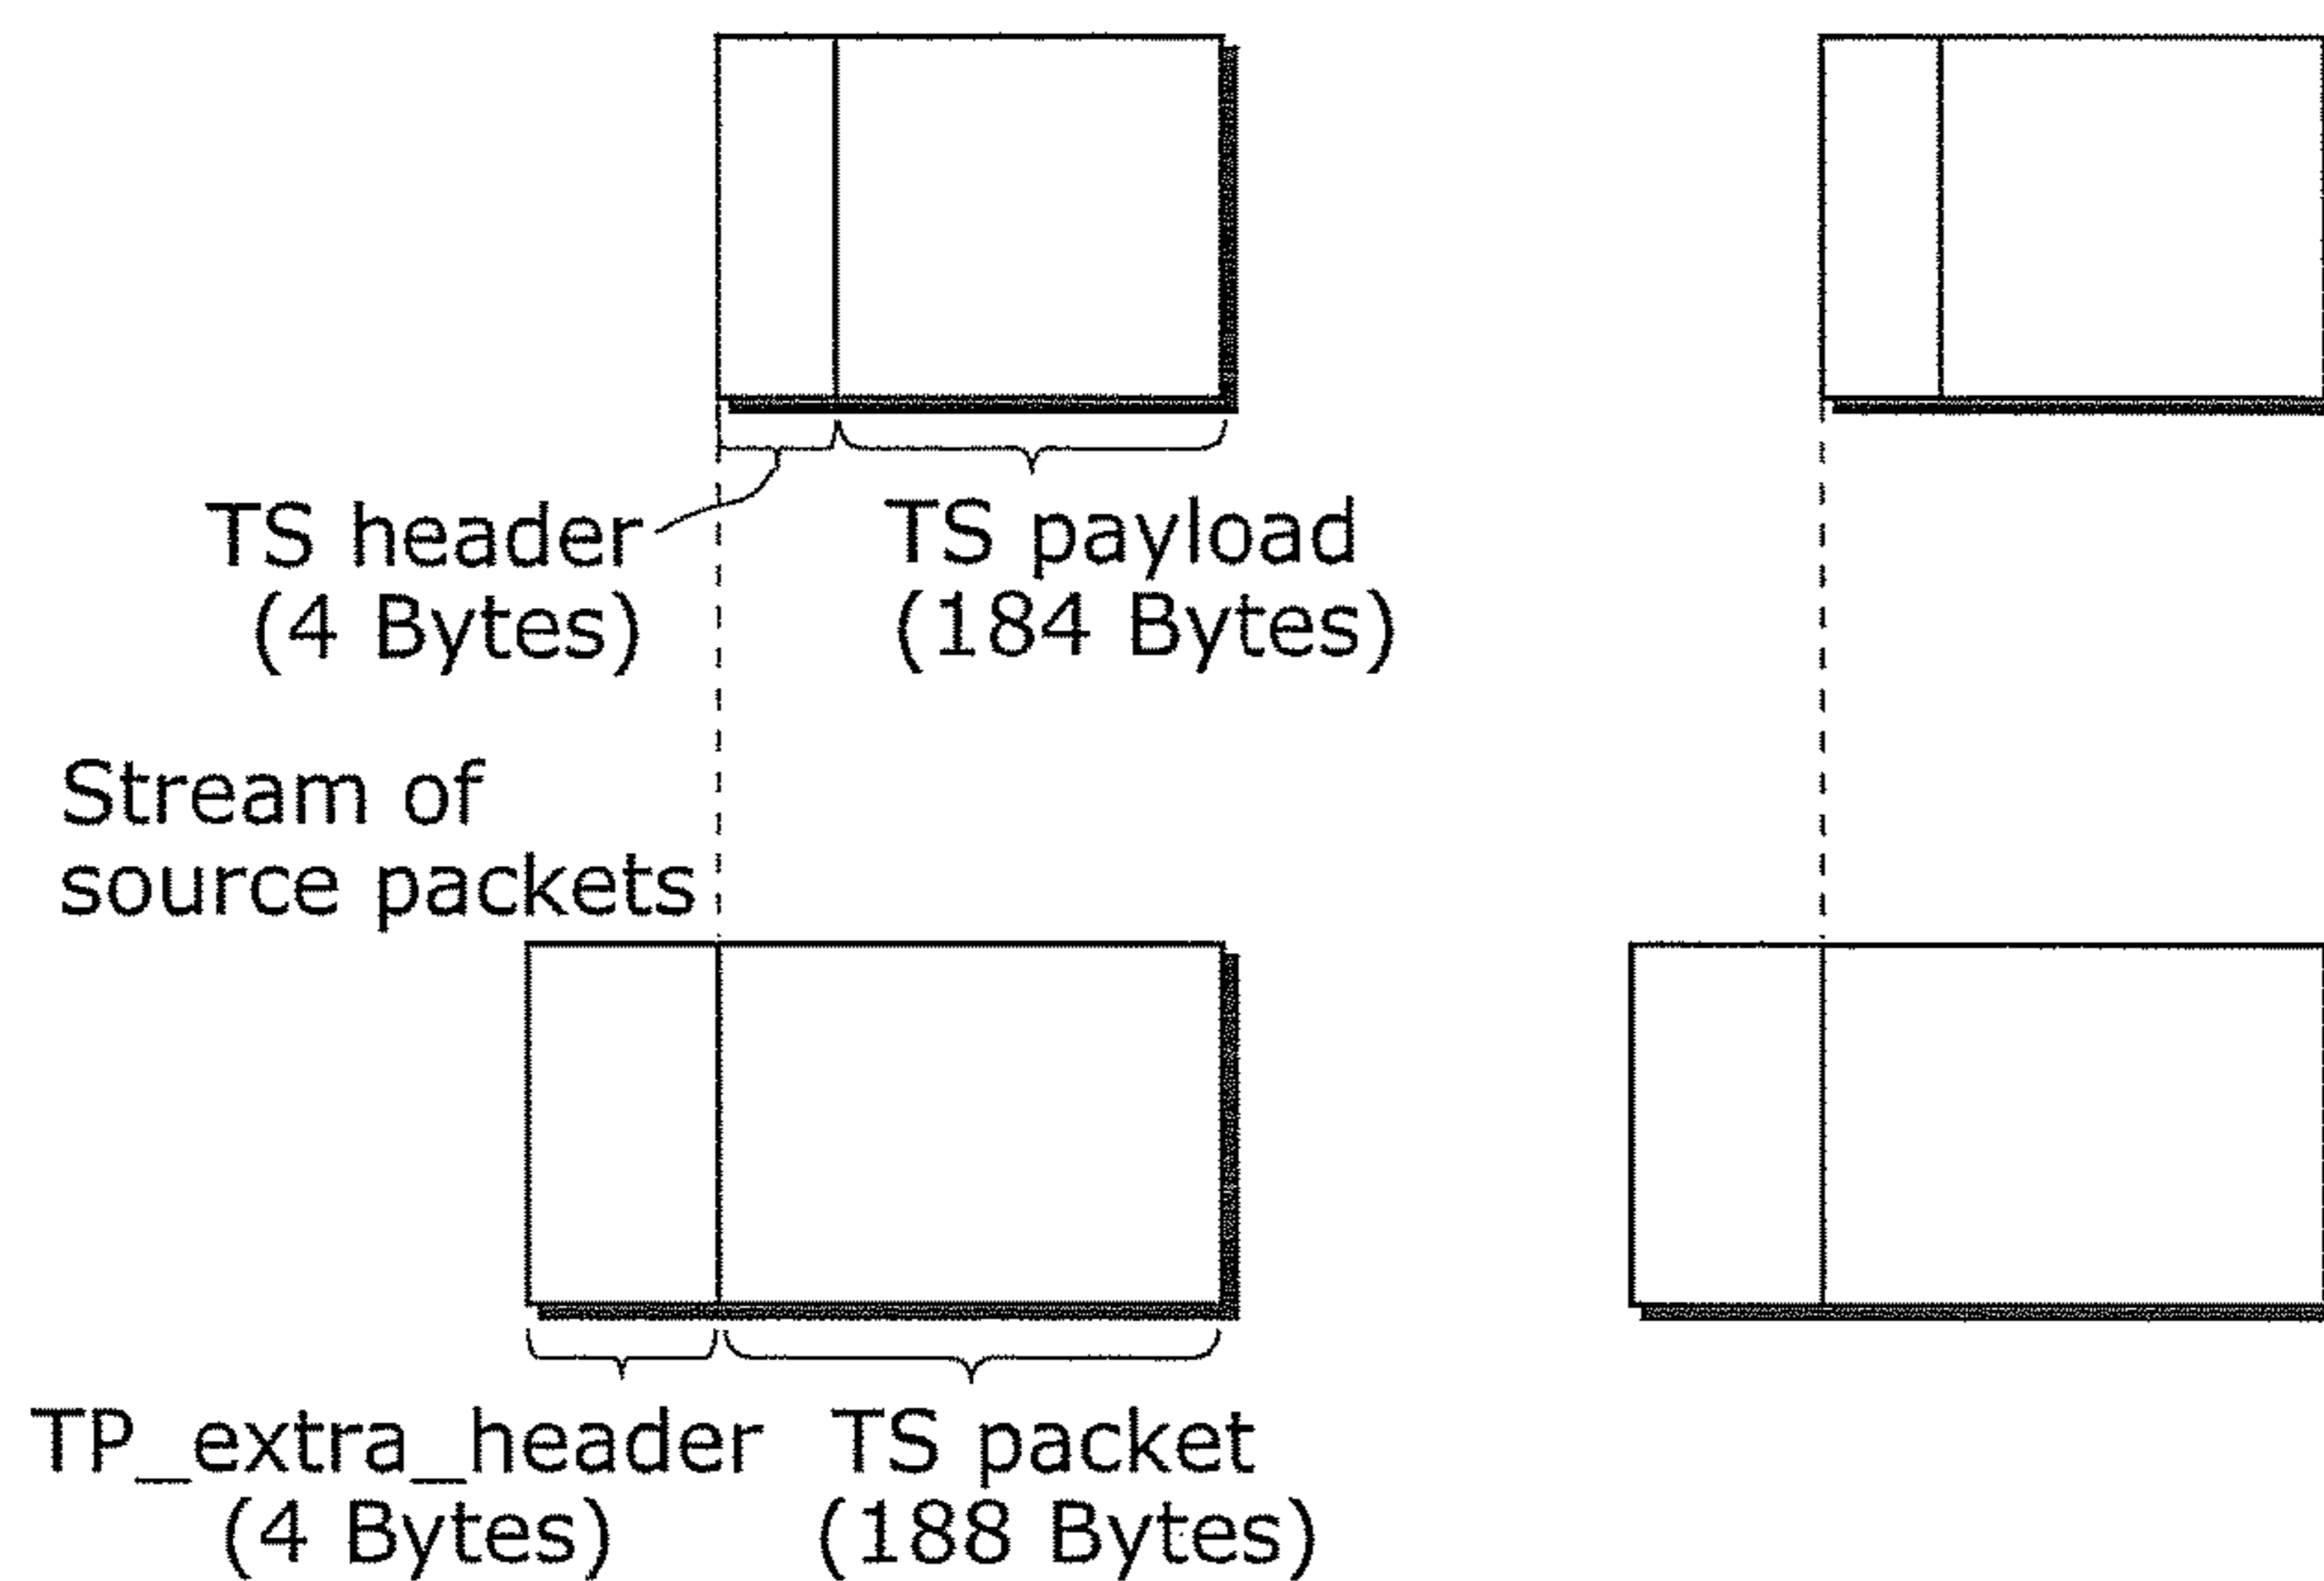 TS header
(4 Bytes)
TS payload
(184 Bytes)
Stream of
source packets
TP_extra_header
(4 Bytes)
TS packet
(188 Bytes)